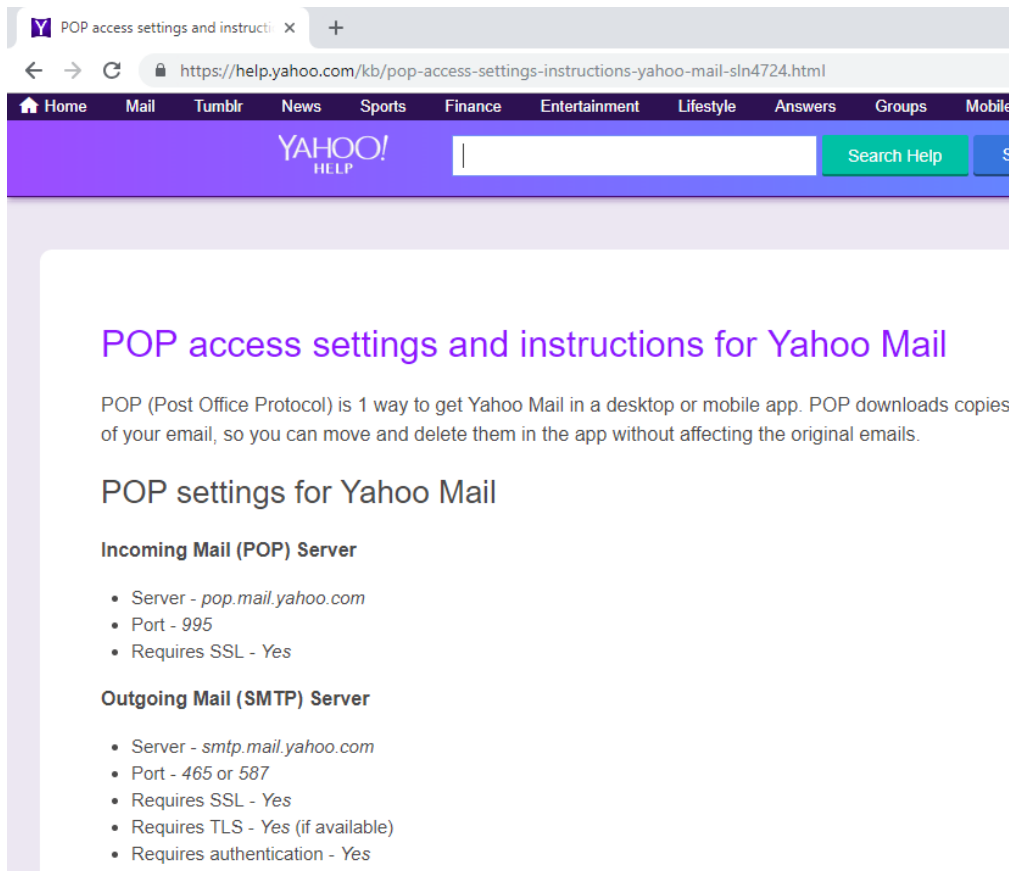 POP access setting and instructi
https://help.yahoo.com/kb/pop-access-settings-instructions-yahoo-mail-sln4724.html
Home Mail Tumblr News Sports Finance Entertainment Lifestyle Answers Groups Mobile
YAHOO!
HELP
Search Help
S
POP access settings and instructions for Yahoo Mail
POP (Post Office Protocol) is 1 way to get Yahoo Mail in a desktop or mobile app. POP downloads copies
of your email, so you can move and delete them in the app without affecting the original emails.
POP settings for Yahoo Mail
Incoming Mail (POP) Server
• Server - pop.mail.yahoo.com
• Port - 995
• Requires SSL - Yes
Outgoing Mail (SMTP) Server
• Server - smtp.mail.yahoo.com
• Port - 465 or 587
• Requires SSL - Yes
• Requires TLS - Yes (if available)
• Requires authentication - Yes